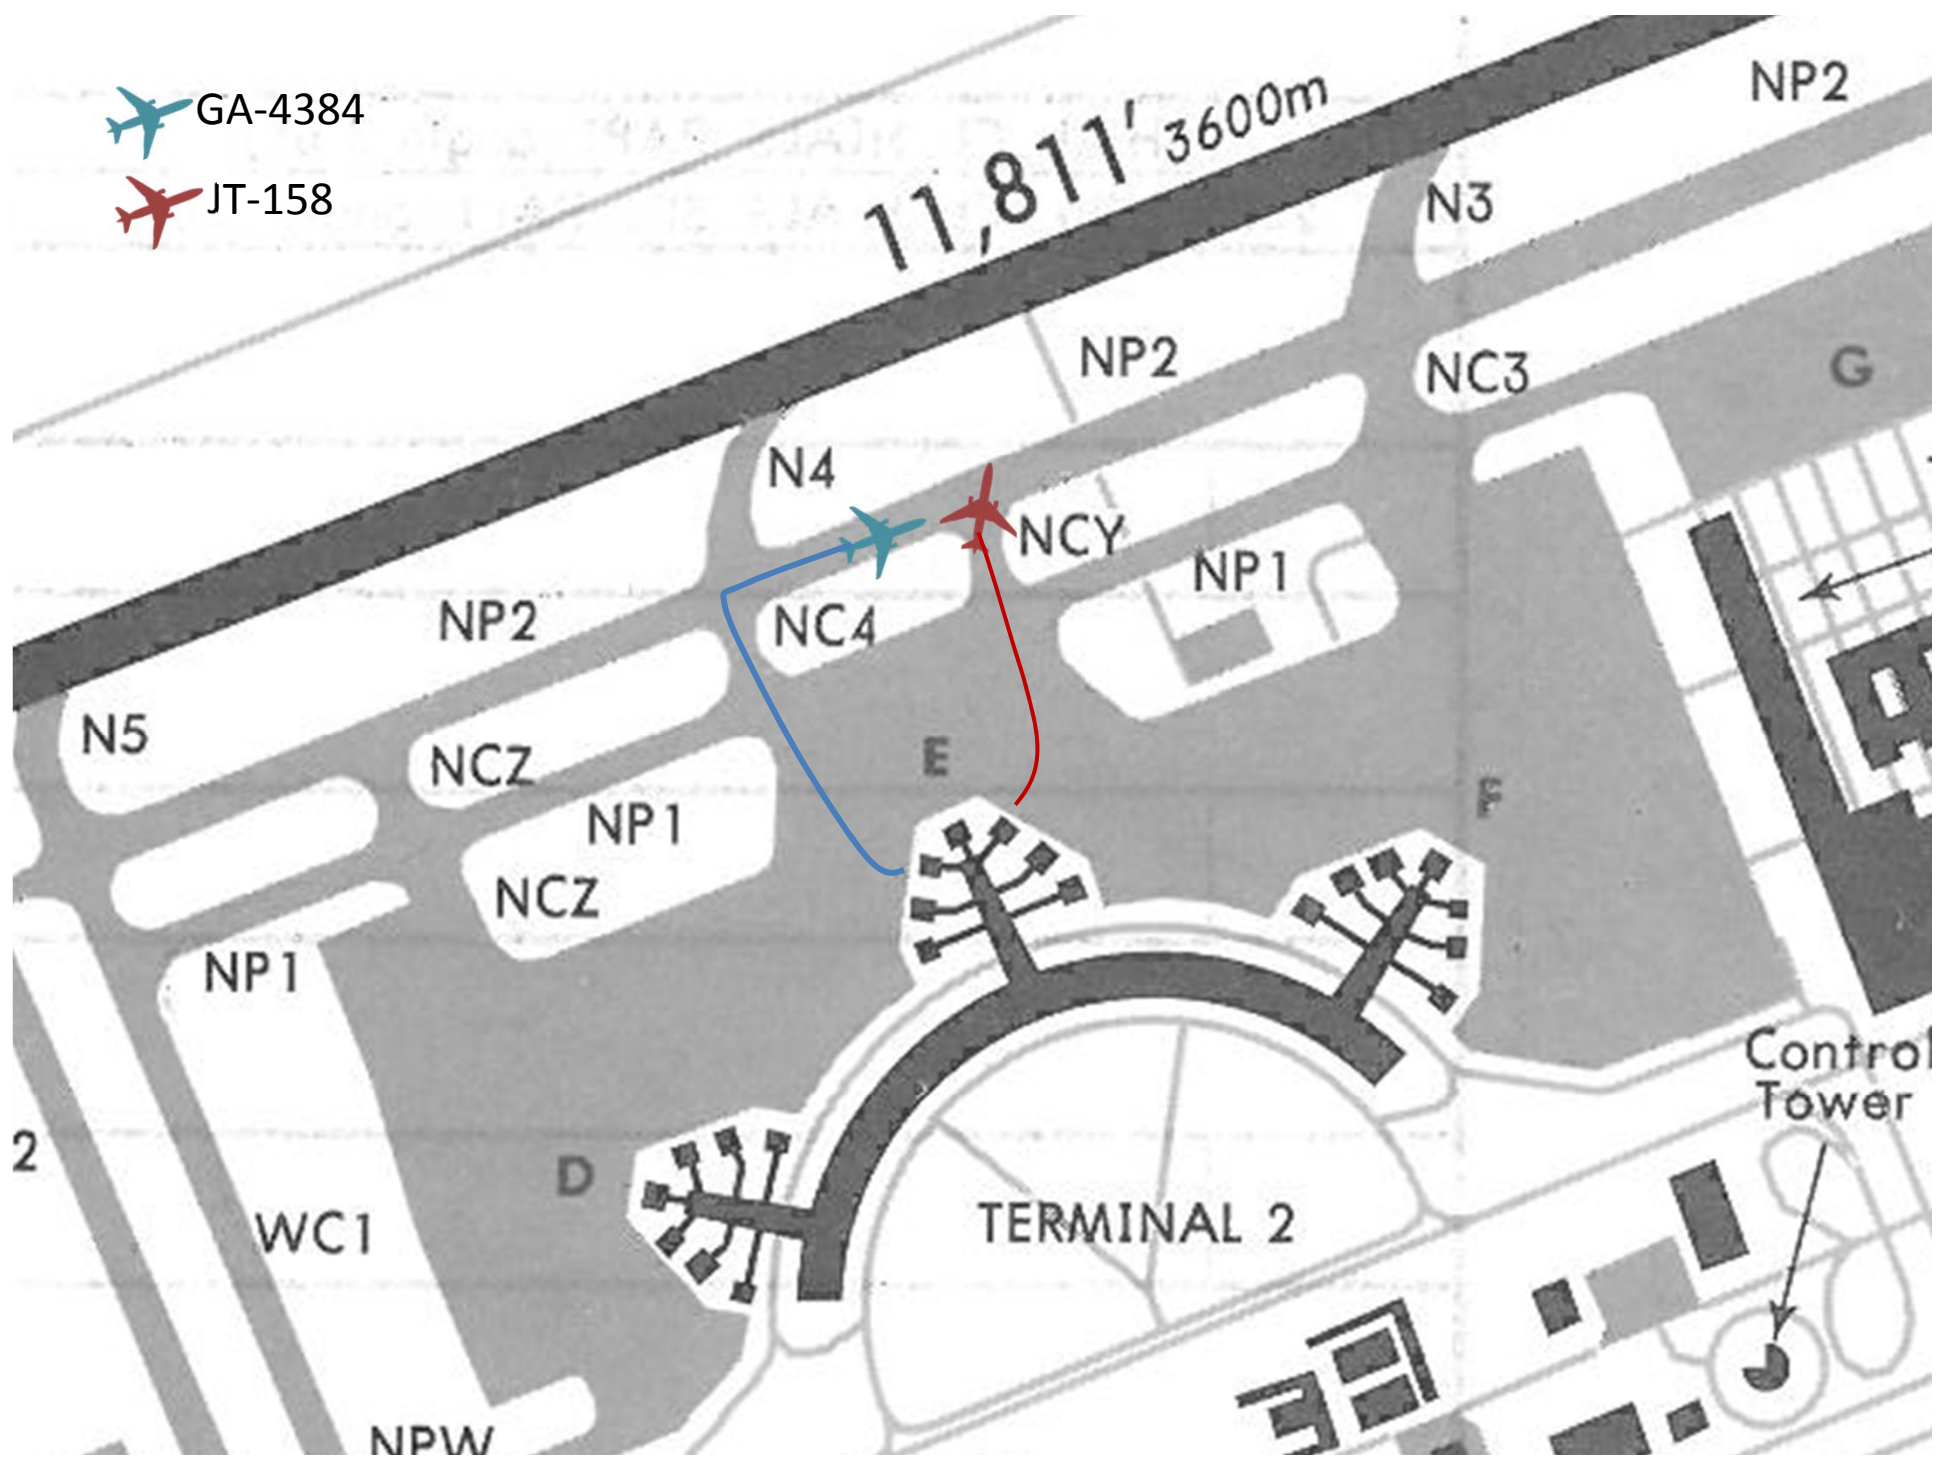 GA-4384
JT-158
11,811' 3600m
NP2
N3
NP2
NC3
G
N4
NCY
NP1
NP2
NC4
N5
NCZ
E
F
NP1
NCZ
NP1
Control
Tower
2
D
WC1
TERMINAL 2
NPW